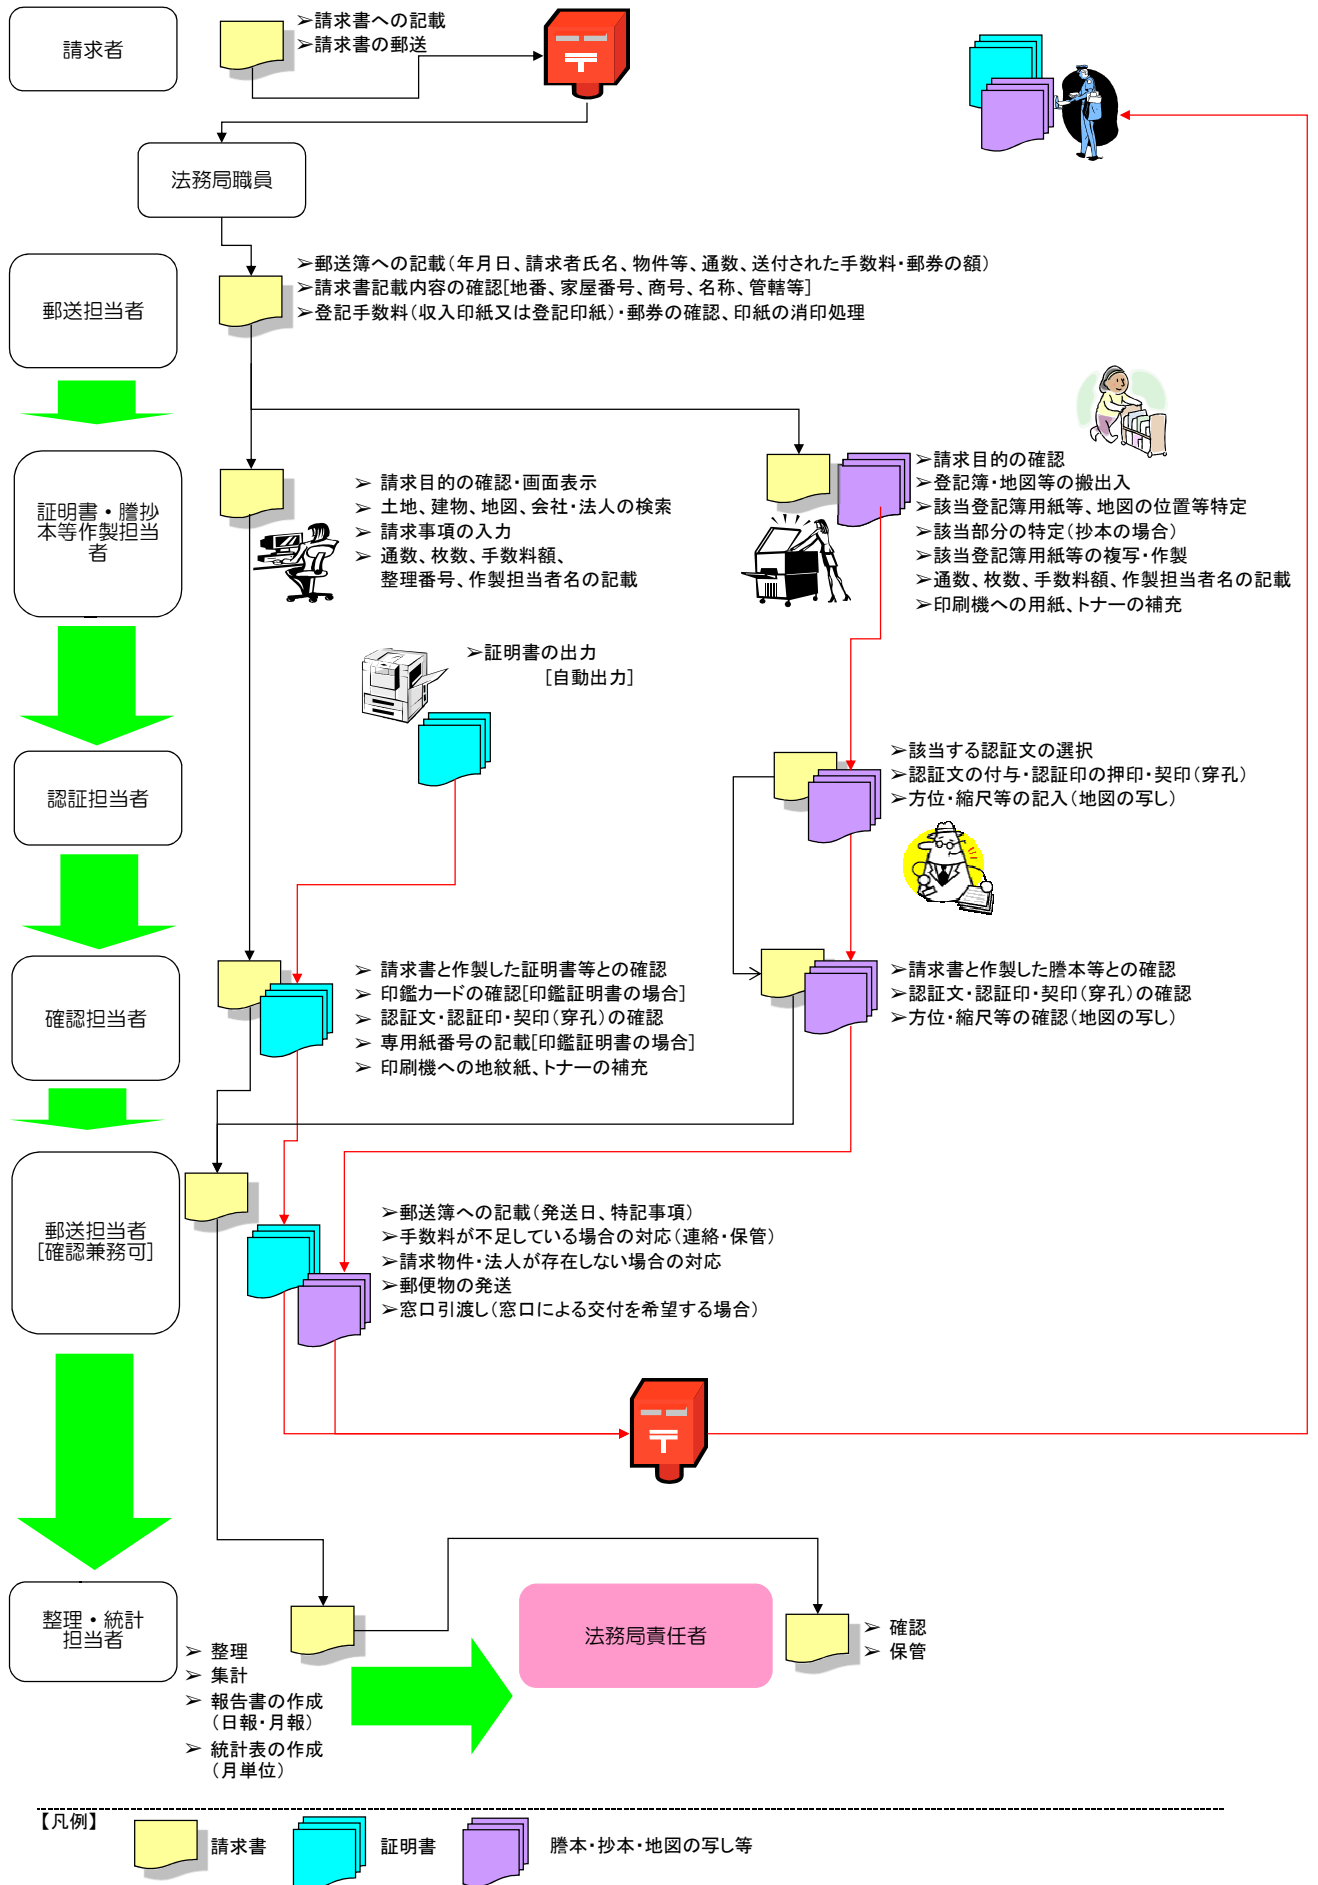 請求者
➢請求書への記載
➢請求書の郵送
法務局職員
郵送担当者
➢郵送簿への記載(年月日、請求者氏名、物件等、通数、送付された手数料・郵券の額)
➢請求書記載内容の確認[地番、家屋番号、商号、名称、管轄等]
➢登記手数料(収入印紙又は登記印紙)・郵券の確認、印紙の消印処理
証明書・謄抄
本等作製担当
者
➢ 請求目的の確認・画面表示
➢ 土地、建物、地図、会社・法人の検索
➢ 請求事項の入力
➢ 通数、枚数、手数料額、
整理番号、作製担当者名の記載
➢請求目的の確認
➢登記簿・地図等の搬出入
➢該当登記簿用紙等、地図の位置等特定
➢該当部分の特定(抄本の場合)
➢該当登記簿用紙等の複写・作製
➢通数、枚数、手数料額、作製担当者名の記載
➢印刷機への用紙、トナーの補充
➢証明書の出力
[自動出力]
認証担当者
➢該当する認証文の選択
➢認証文の付与・認証印の押印・契印(穿孔)
➢方位・縮尺等の記入(地図の写し)
確認担当者
➢ 請求書と作製した証明書等との確認
➢ 印鑑カードの確認[印鑑証明書の場合]
➢ 認証文・認証印・契印(穿孔)の確認
➢ 専用紙番号の記載[印鑑証明書の場合]
➢ 印刷機への地紋紙、トナーの補充
➢請求書と作製した謄本等との確認
➢認証文・認証印・契印(穿孔)の確認
➢方位・縮尺等の確認(地図の写し)
郵送担当者
[確認兼務可]
➢郵送簿への記載(発送日、特記事項)
➢手数料が不足している場合の対応(連絡・保管)
➢請求物件・法人が存在しない場合の対応
➢郵便物の発送
➢窓口引渡し(窓口による交付を希望する場合)
整理・統計
担当者
➢ 整理
➢ 集計
➢ 報告書の作成
(日報・月報)
➢ 統計表の作成
(月単位)
法務局責任者
➢ 確認
➢ 保管
【凡例】
請求書
証明書
謄本・抄本・地図の写し等